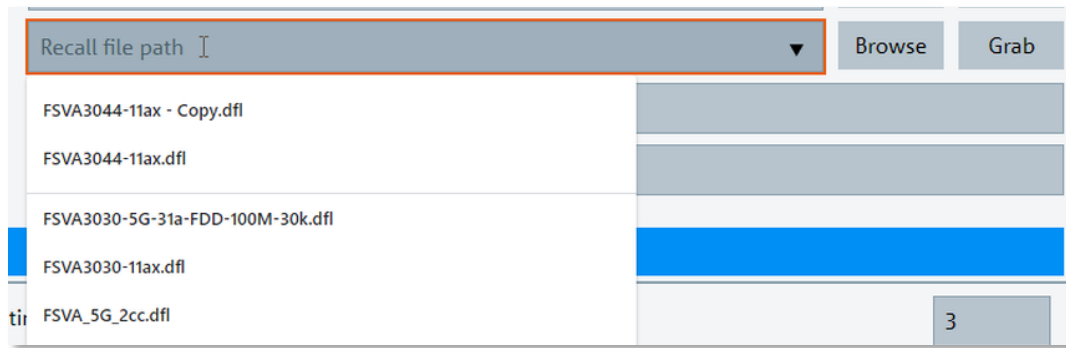 Recall file path
Browse
Grab
FSVA3044-11ax - Copy.dfl
FSVA3044-11ax.dfl
FSVA3030-5G-31a-FDD-100M-30k.dfl
FSVA3030-11ax.dfl
FSVA_5G_2cc.dfl
3